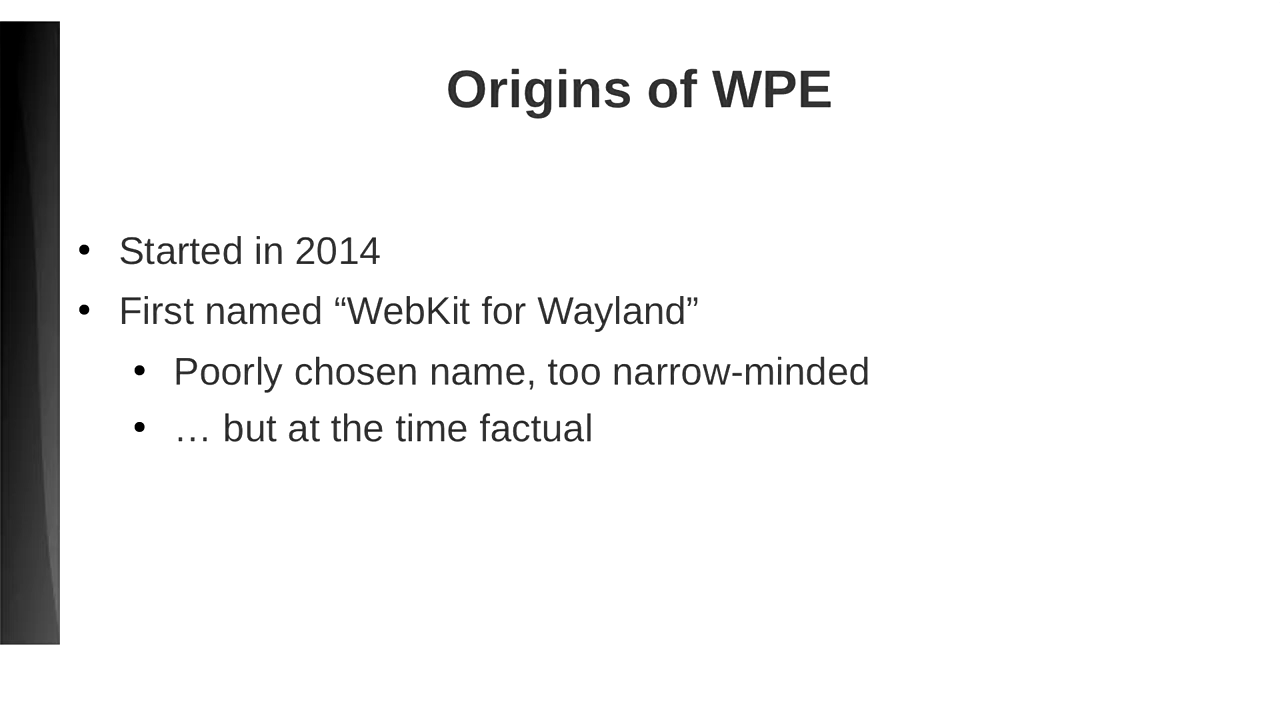 Origins of WPE
• Started in 2014
• First named “WebKit for Wayland”
• Poorly chosen name, too narrow-minded
• … but at the time factual